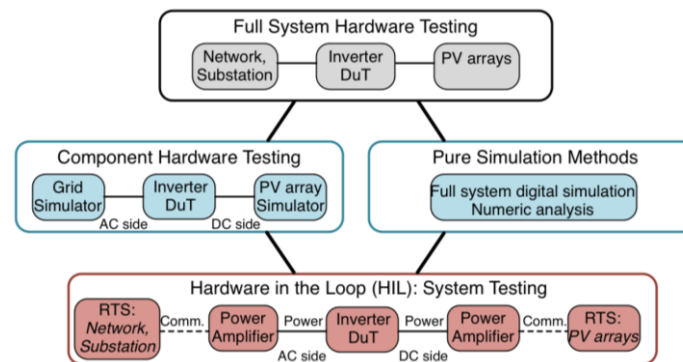 Full System Hardware Testing
Network,
Substation
Inverter
DuT
PV arrays
Component Hardware Testing
Grid
Simulator
Inverter
DuT
PV array
Simulator
AC side
DC side
Pure Simulation Methods
Full system digital simulation
Numeric analysis
Hardware in the Loop (HIL): System Testing
RTS:
Network,
Substation
Comm.
Power
Amplifier
Power
AC side
Inverter
DuT
Power
DC side
Power
Amplifier
Comm.
RTS:
PV arrays